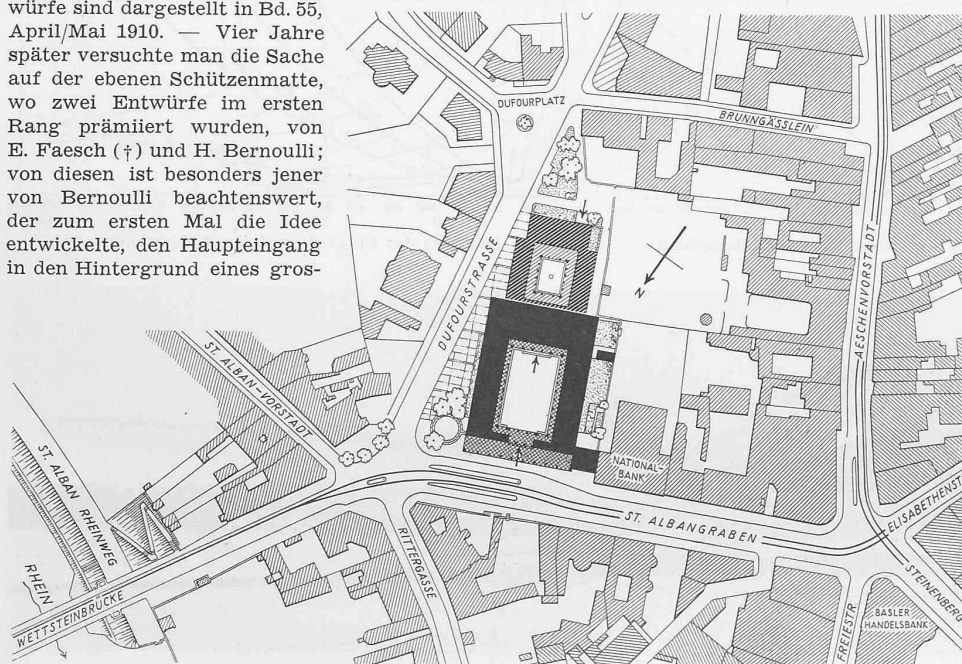 würfe sind dargestellt in Bd. 55,
April/Mai 1910. — Vier Jahre
später versuchte man die Sache
auf der ebenen Schützenmatte,
wo zwei Entwürfe im ersten
Rang prämiiert wurden, von
E. Faesch (†) und H. Bernoulli;
von diesen ist besonders jener
von Bernoulli beachtenswert,
der zum ersten Mal die Idee
entwickelte, den Haupteingang
in den Hintergrund eines gros-
DUFOURPLATZ
BRUNNGÄSSLEIN
DUFOURSTRASSE
N
AESCHENVORSTADT
ST. ALBAN-VORSTADT
ST. ALBAN RHEINWEG
RHEIN
WETTSTEINBRÜCKE
RITTERGASSE
NATIONAL-
BANK
ST. ALBANGRABEN
ELISABETHENST
STEINENBERG
FREIESTR.
BASLER
HANDELSBANK